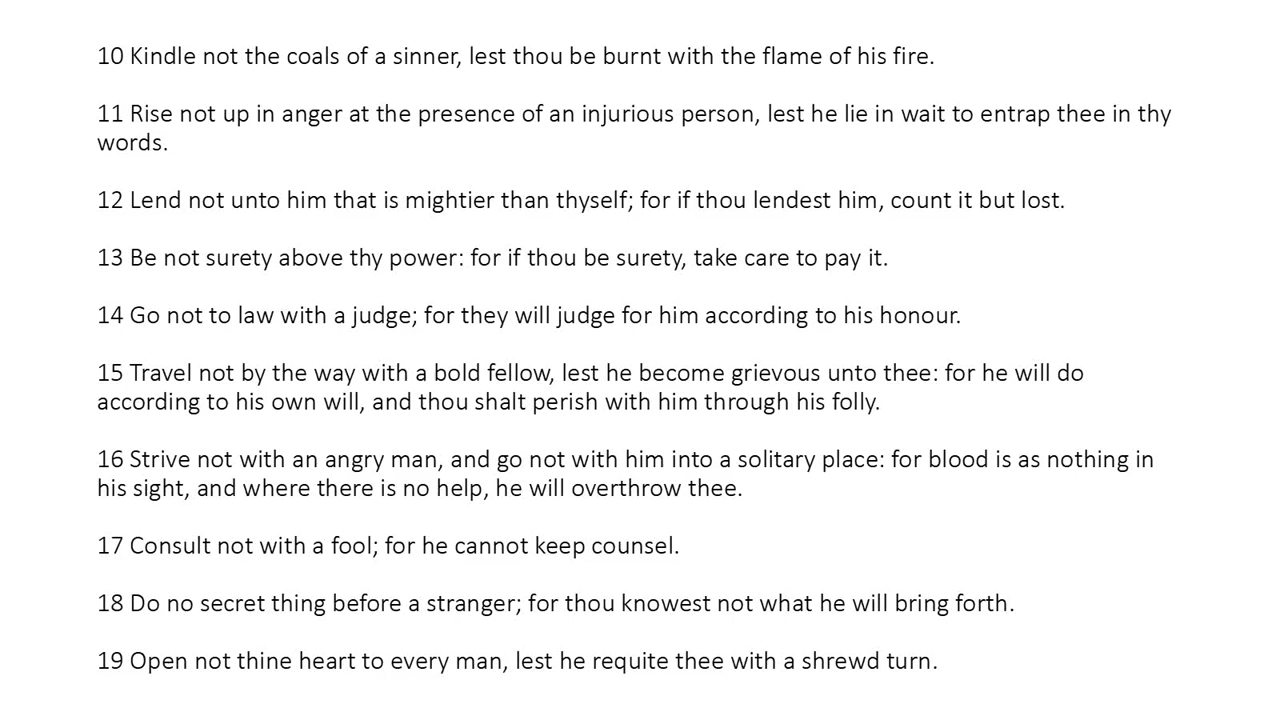 10 Kindle not the coals of a sinner, lest thou be burnt with the flame of his fire.
11 Rise not up in anger at the presence of an injurious person, lest he lie in wait to entrap thee in thy
words.
12 Lend not unto him that is mightier than thyself; for if thou lendest him, count it but lost.
13 Be not surety above thy power: for if thou be surety, take care to pay it.
14 Go not to law with a judge; for they will judge for him according to his honour.
15 Travel not by the way with a bold fellow, lest he become grievous unto thee: for he will do
according to his own will, and thou shalt perish with him through his folly.
16 Strive not with an angry man, and go not with him into a solitary place: for blood is as nothing in
his sight, and where there is no help, he will overthrow thee.
17 Consult not with a fool; for he cannot keep counsel.
18 Do no secret thing before a stranger; for thou knowest not what he will bring forth.
19 Open not thine heart to every man, lest he requite thee with a shrewd turn.